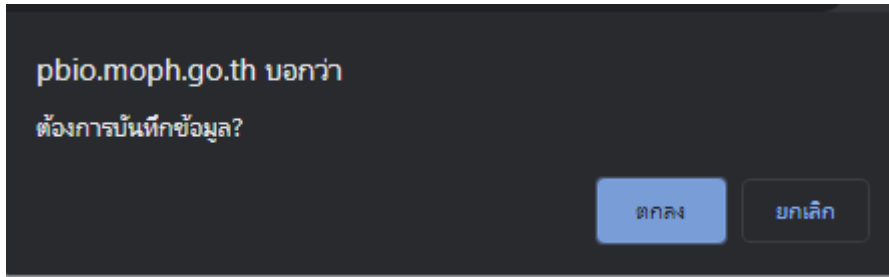 pbio.moph.go.th บอกว่า
ต้องการบันทึกข้อมูล?
ตกลง ยกเลิก